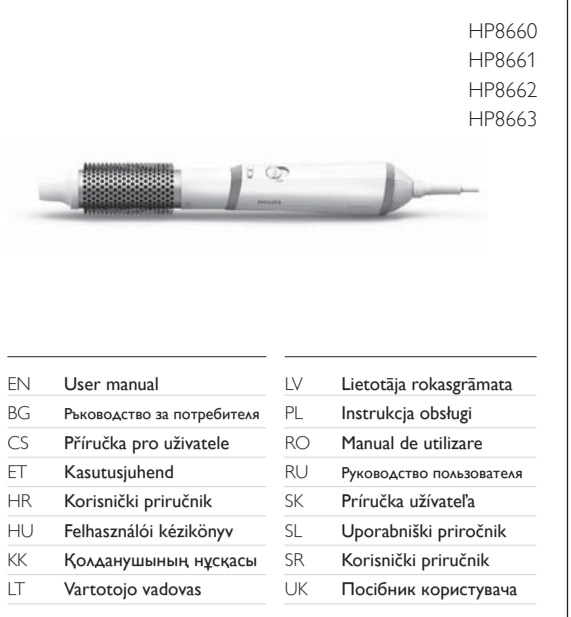 HP8660
HP8661
HP8662
HP8663
PHILIPS
EN User manual
BG Ръководство за потребителя
CS Příručka pro uživatele
ET Kasutusjuhend
HR Korisnički priručnik
HU Felhasználói kézikönyv
KK Қолданушының нұсқасы
LT Vartotojo vadovas
LV Lietotāja rokasgrāmata
PL Instrukcja obsługi
RO Manual de utilizare
RU Руководство пользователя
SK Príručka užívateľa
SL Uporabniški priročnik
SR Korisnički priručnik
UK Посібник користувача